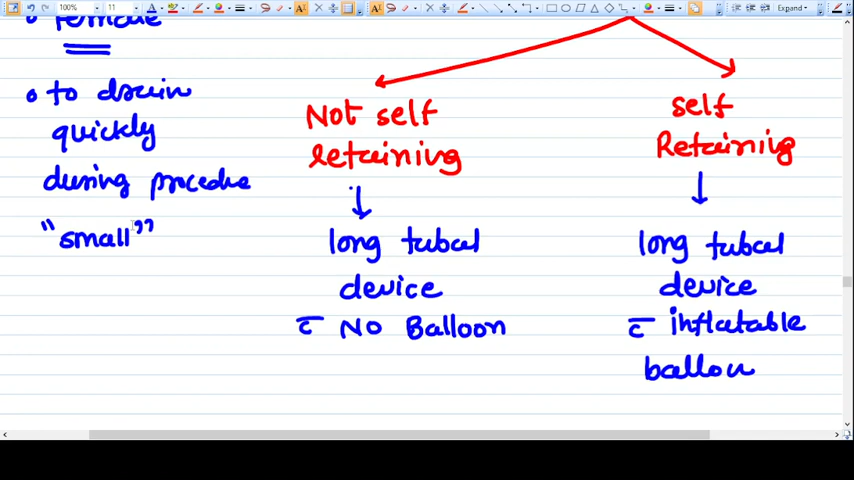 100% 11 Expand
• female
• to drain
quickly
during procedure
"small"
Not self
retaining
↓
long tubal
device
c̅ NO Balloon
self
Retaining
↓
long tubal
device
c̅ inflatable
balloon